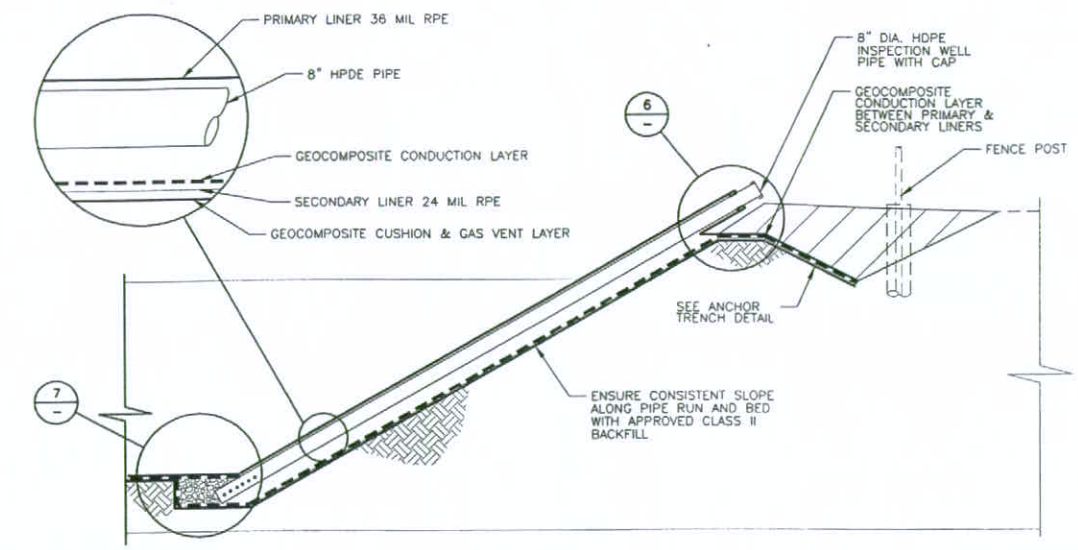 PRIMARY LINER 36 MIL RPE
8" HPDE PIPE
GEOCOMPOSITE CONDUCTION LAYER
SECONDARY LINER 24 MIL RPE
GEOCOMPOSITE CUSHION & GAS VENT LAYER
6
–
8" DIA. HDPE
INSPECTION WELL
PIPE WITH CAP
GEOCOMPOSITE
CONDUCTION LAYER
BETWEEN PRIMARY &
SECONDARY LINERS
FENCE POST
SEE ANCHOR
TRENCH DETAIL
7
–
ENSURE CONSISTENT SLOPE
ALONG PIPE RUN AND BED
WITH APPROVED CLASS II
BACKFILL